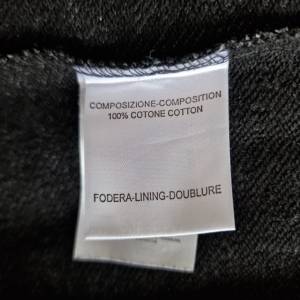 COMPOSIZIONE-COMPOSITION
100% COTONE COTTON
FODERA-LINING-DOUBLURE